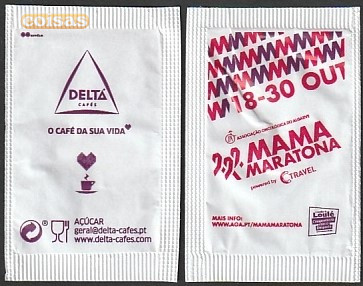 coisas
DELTA
CAFÉS
O CAFÉ DA SUA VIDA
AÇÚCAR
geral@delta-cafes.pt
www.delta-cafes.com
18-30 OUT
ASSOCIAÇÃO ONCOLÓGICA DO ALGARVE
MAMA
MARATONA
powered by TRAVEL
MAIS INFO:
WWW.AOA.PT/MAMAMARATONA
Loulé